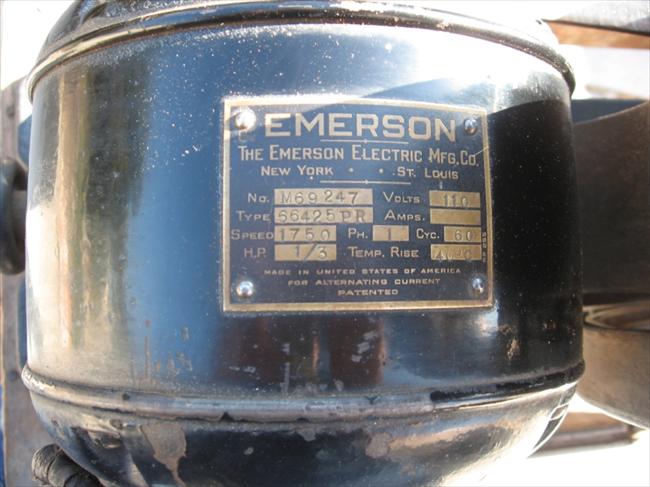 EMERSON
THE EMERSON ELECTRIC MFG. CO.
NEW YORK · · ST. LOUIS
No. M69247 VOLTS 110
TYPE S6425PR AMPS.
SPEED 1750 PH. 1 CYC. 60
H.P. 1/3 TEMP. RISE 40°C
MADE IN UNITED STATES OF AMERICA
FOR ALTERNATING CURRENT
PATENTED